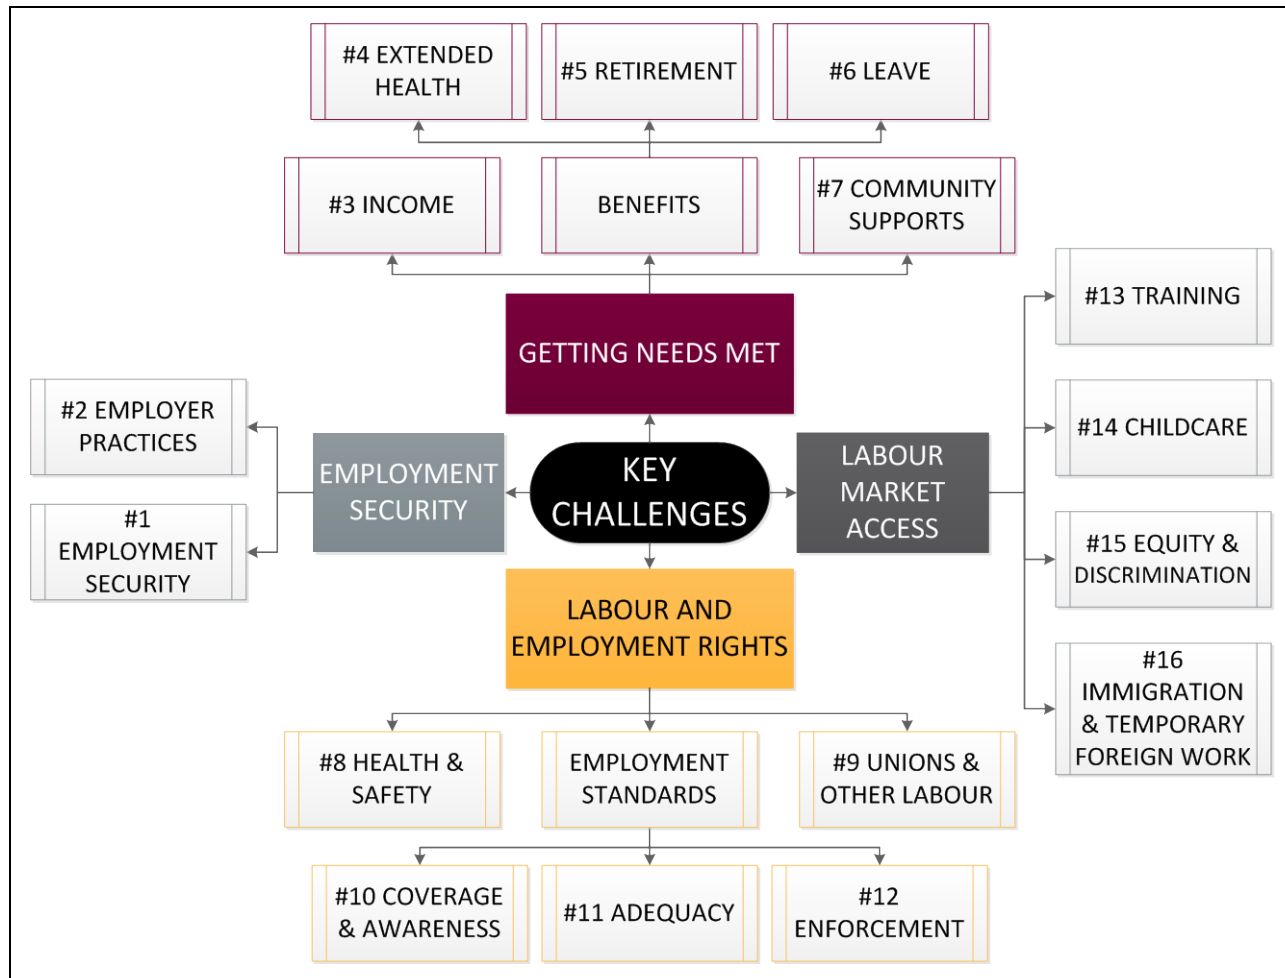 #4 EXTENDED
HEALTH
#5 RETIREMENT
#6 LEAVE
#3 INCOME
BENEFITS
#7 COMMUNITY
SUPPORTS
GETTING NEEDS MET
#2 EMPLOYER
PRACTICES
#1
EMPLOYMENT
SECURITY
EMPLOYMENT
SECURITY
KEY
CHALLENGES
LABOUR
MARKET
ACCESS
#13 TRAINING
#14 CHILDCARE
#15 EQUITY &
DISCRIMINATION
#16
IMMIGRATION
& TEMPORARY
FOREIGN WORK
LABOUR AND
EMPLOYMENT RIGHTS
#8 HEALTH &
SAFETY
EMPLOYMENT
STANDARDS
#9 UNIONS &
OTHER LABOUR
#10 COVERAGE
& AWARENESS
#11 ADEQUACY
#12
ENFORCEMENT